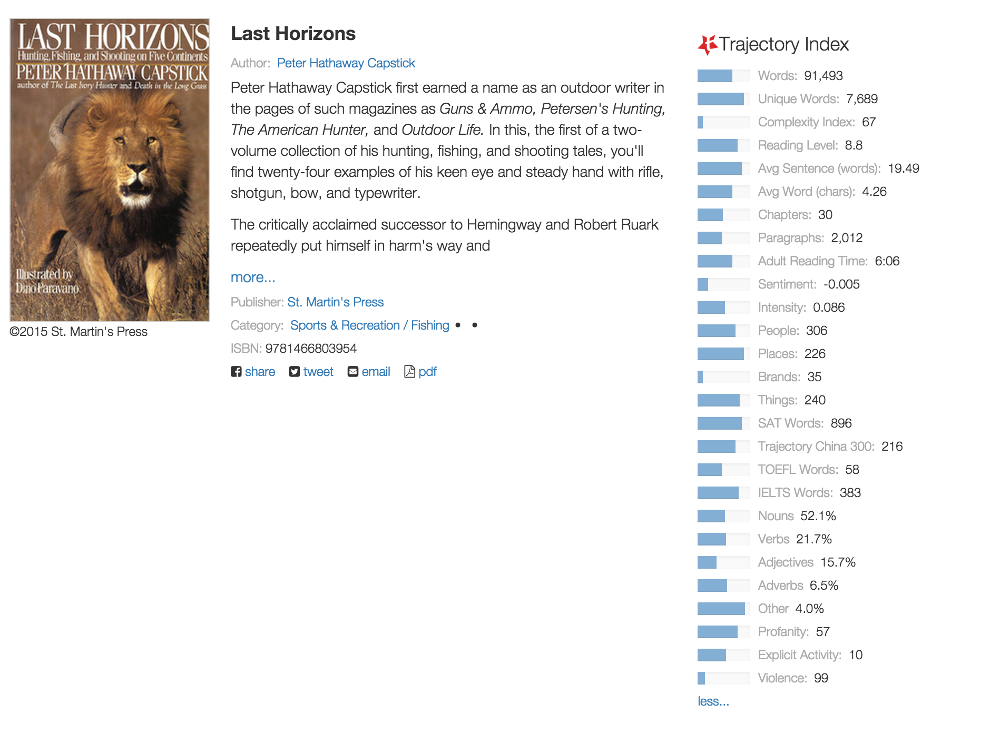 LAST HORIZONS
Hunting, Fishing, and Shooting on Five Continents
PETER HATHAWAY CAPSTICK
author of The Last Ivory Hunter and Death in the Long Grass
Illustrated by
Dino Paravano
©2015 St. Martin's Press
Last Horizons
Author: Peter Hathaway Capstick
Peter Hathaway Capstick first earned a name as an outdoor writer in
the pages of such magazines as Guns & Ammo, Petersen's Hunting,
The American Hunter, and Outdoor Life. In this, the first of a two-
volume collection of his hunting, fishing, and shooting tales, you'll
find twenty-four examples of his keen eye and steady hand with rifle,
shotgun, bow, and typewriter.
The critically acclaimed successor to Hemingway and Robert Ruark
repeatedly put himself in harm's way and
more...
Publisher: St. Martin's Press
Category: Sports & Recreation / Fishing • •
ISBN: 9781466803954
share tweet email pdf
Trajectory Index
Words: 91,493
Unique Words: 7,689
Complexity Index: 67
Reading Level: 8.8
Avg Sentence (words): 19.49
Avg Word (chars): 4.26
Chapters: 30
Paragraphs: 2,012
Adult Reading Time: 6:06
Sentiment: -0.005
Intensity: 0.086
People: 306
Places: 226
Brands: 35
Things: 240
SAT Words: 896
Trajectory China 300: 216
TOEFL Words: 58
IELTS Words: 383
Nouns 52.1%
Verbs 21.7%
Adjectives 15.7%
Adverbs 6.5%
Other 4.0%
Profanity: 57
Explicit Activity: 10
Violence: 99
less...